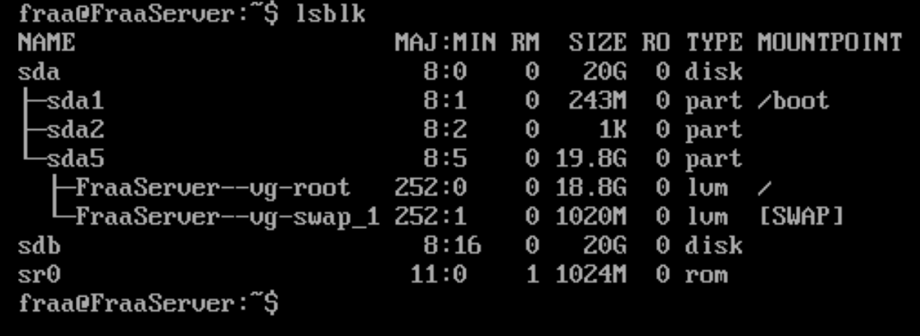 fraa@FraaServer:~$ lsblk
NAME MAJ:MIN RM SIZE RO TYPE MOUNTPOINT
sda 8:0 0 20G 0 disk
├─sda1 8:1 0 243M 0 part /boot
├─sda2 8:2 0 1K 0 part
└─sda5 8:5 0 19.8G 0 part
├─FraaServer--vg-root 252:0 0 18.8G 0 lvm /
└─FraaServer--vg-swap_1 252:1 0 1020M 0 lvm [SWAP]
sdb 8:16 0 20G 0 disk
sr0 11:0 1 1024M 0 rom
fraa@FraaServer:~$